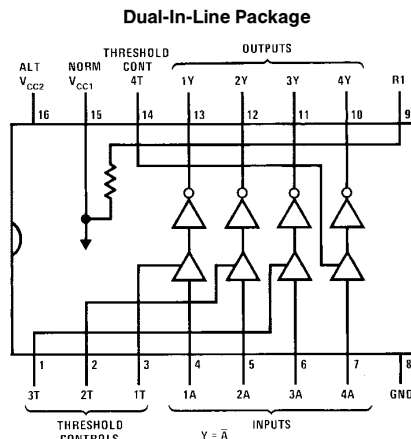 Dual-In-Line Package
THRESHOLD OUTPUTS
ALT NORM CONT
VCC2 VCC1 4T 1Y 2Y 3Y 4Y R1
16 15 14 13 12 11 10 9
1 2 3 4 5 6 7 8
3T 2T 1T 1A 2A 3A 4A GND
THRESHOLD INPUTS
CONTROLS Y = A̅